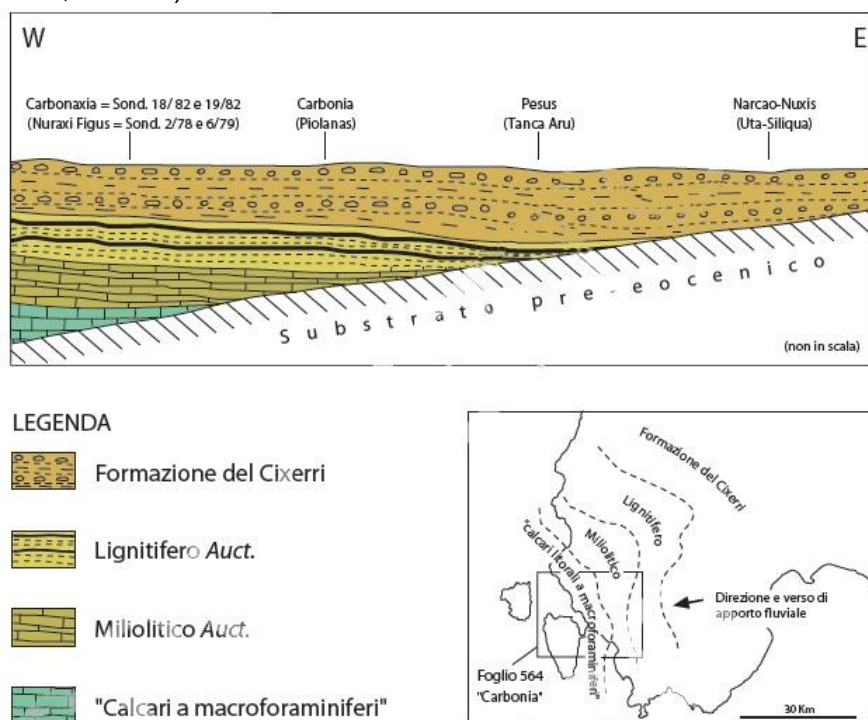 W
E
Carbonaxia = Sond. 18/ 82 e 19/82
(Nuraxi Figus = Sond. 2/78 e 6/79)
Carbonia
(Piolanas)
Pesus
(Tanca Aru)
Narcao-Nuxis
(Uta-Siliqua)
Substrato pre-eocenico
(non in scala)
LEGENDA
Formazione del Cixerri
Lignitifero Auct.
Miliolitico Auct.
"Calcari a macroforaminiferi"
Formazione del Cixerri
Lignitifero
Miliolitico
"calcari litorali a macroforaminiferi"
Direzione e verso di
apporto fluviale
Foglio 564
"Carbonia"
30 Km